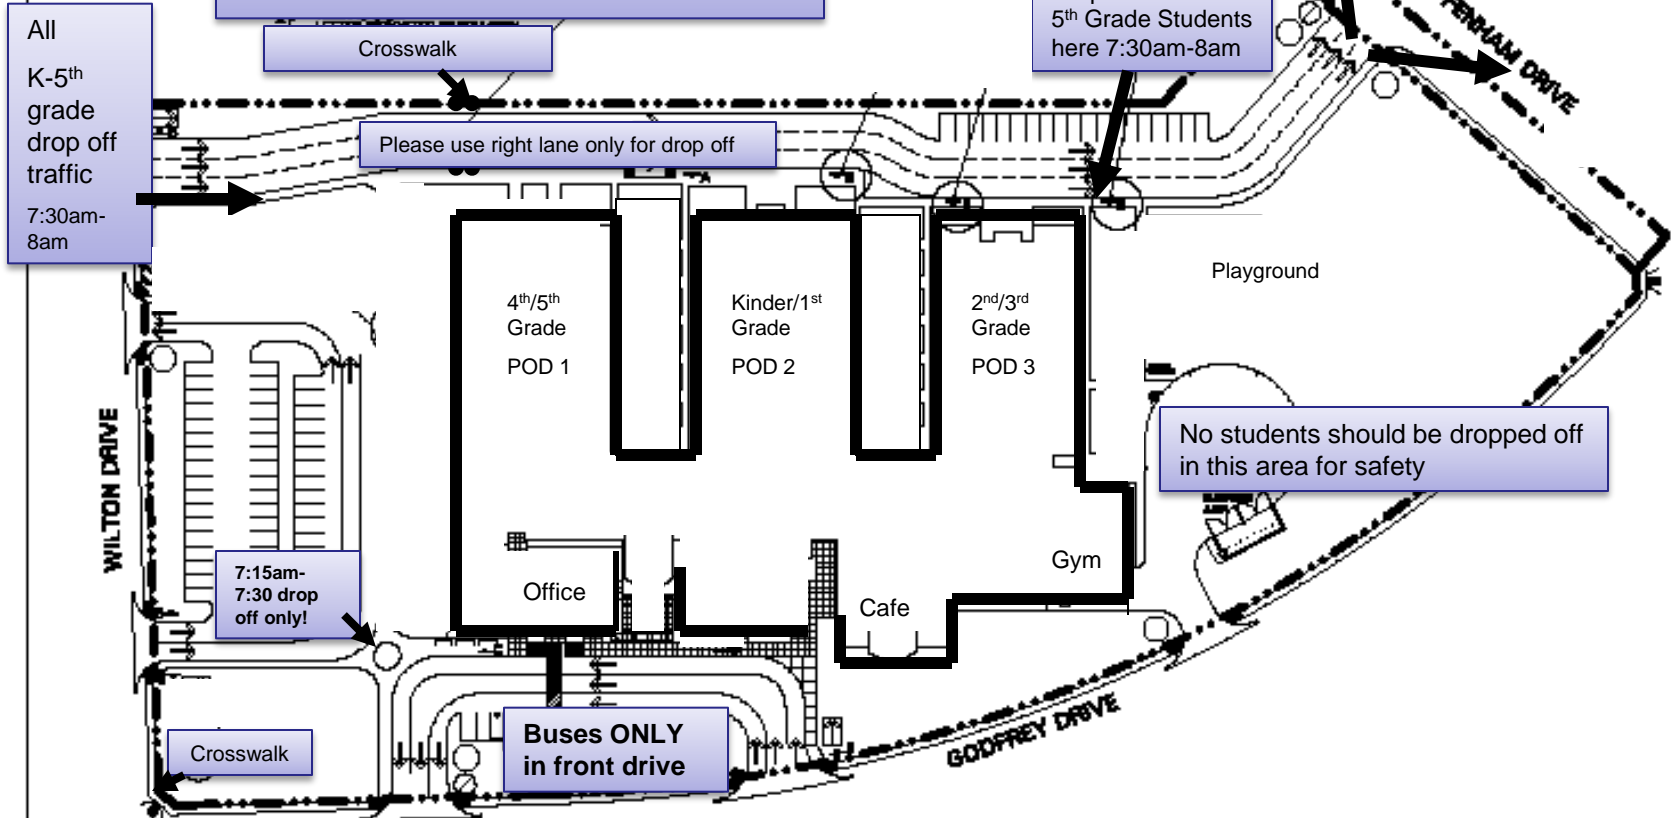 All
K-5th
grade
drop off
traffic
7:30am-
8am
Crosswalk
5th Grade Students
here 7:30am-8am
DRIVE
Please use right lane only for drop off
Playground
4th/5th
Grade
POD 1
Kinder/1st
Grade
POD 2
2nd/3rd
Grade
POD 3
No students should be dropped off
in this area for safety
WILTON DRIVE
7:15am-
7:30 drop
off only!
Office
Gym
Cafe
Buses ONLY
in front drive
Crosswalk
GODFREY DRIVE